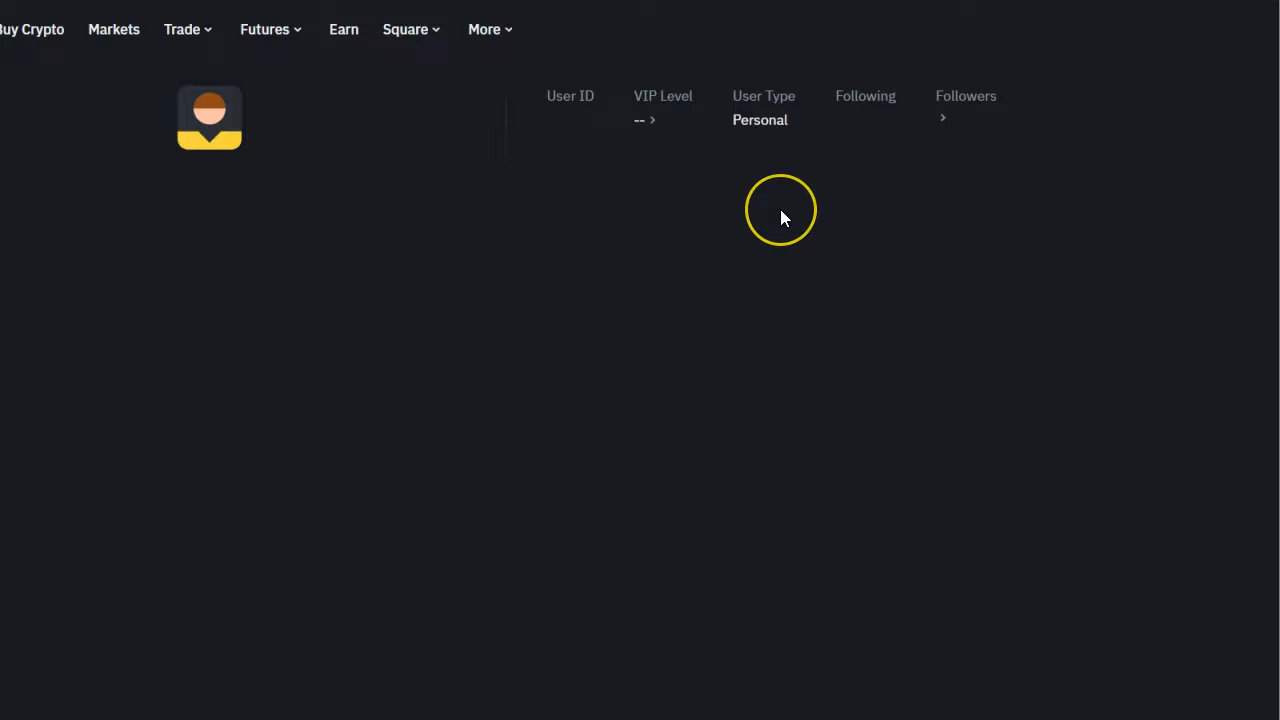 Buy Crypto Markets Trade Futures Earn Square More
User ID VIP Level User Type Following Followers
-- Personal